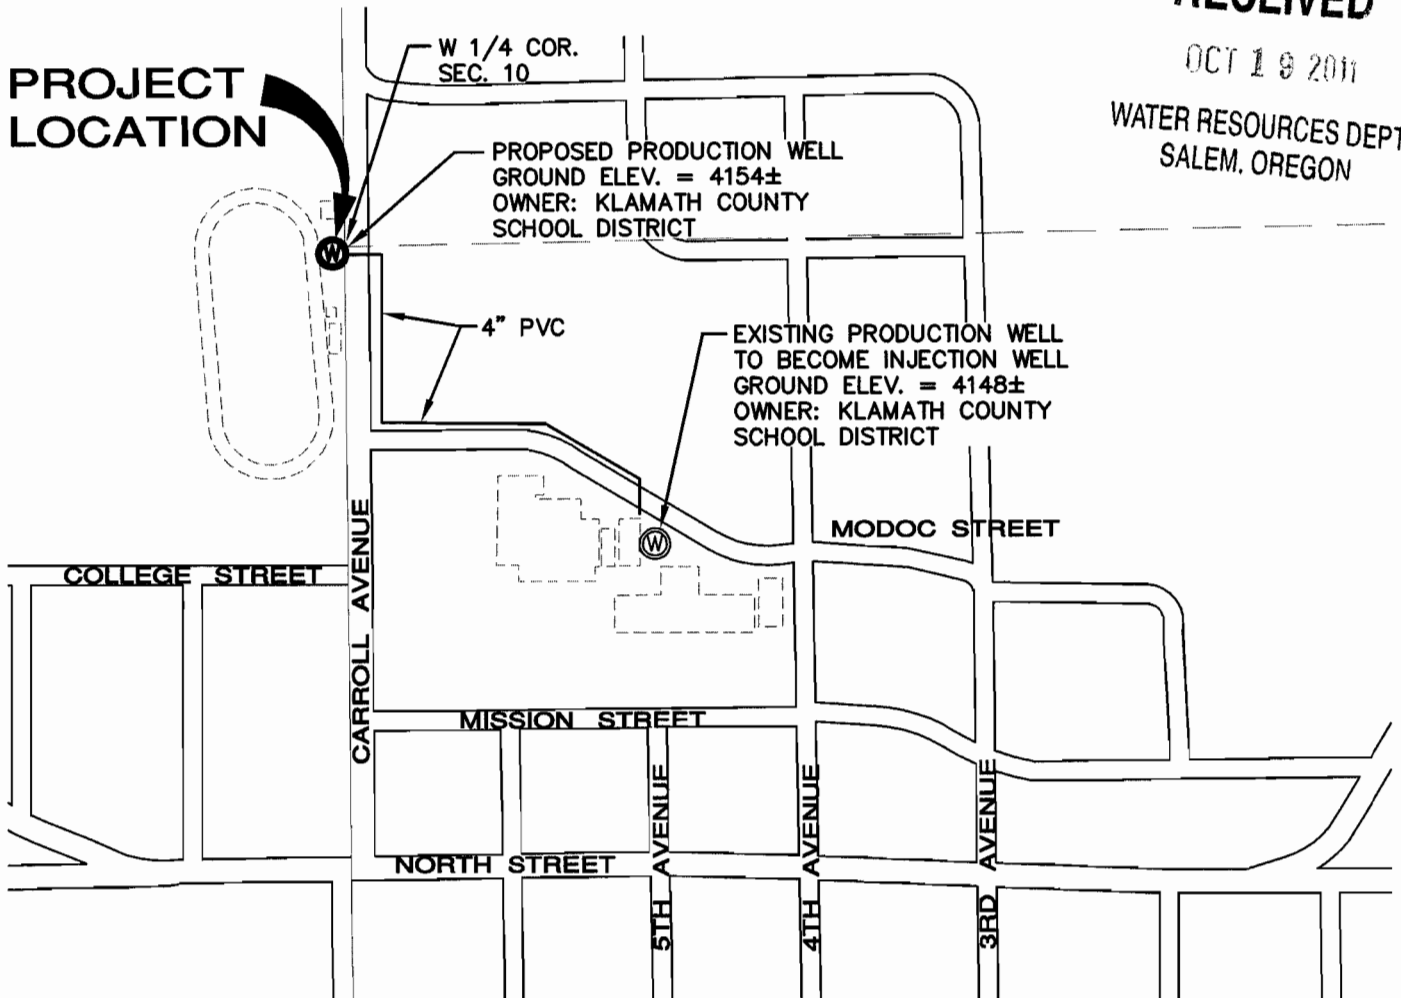 RECEIVED
OCT 19 2011
WATER RESOURCES DEPT
SALEM, OREGON
PROJECT
LOCATION
W 1/4 COR.
SEC. 10
PROPOSED PRODUCTION WELL
GROUND ELEV. = 4154±
OWNER: KLAMATH COUNTY
SCHOOL DISTRICT
W
4" PVC
EXISTING PRODUCTION WELL
TO BECOME INJECTION WELL
GROUND ELEV. = 4148±
OWNER: KLAMATH COUNTY
SCHOOL DISTRICT
W
MODOC STREET
COLLEGE STREET
CARROLL AVENUE
MISSION STREET
NORTH STREET
5TH AVENUE
4TH AVENUE
3RD AVENUE